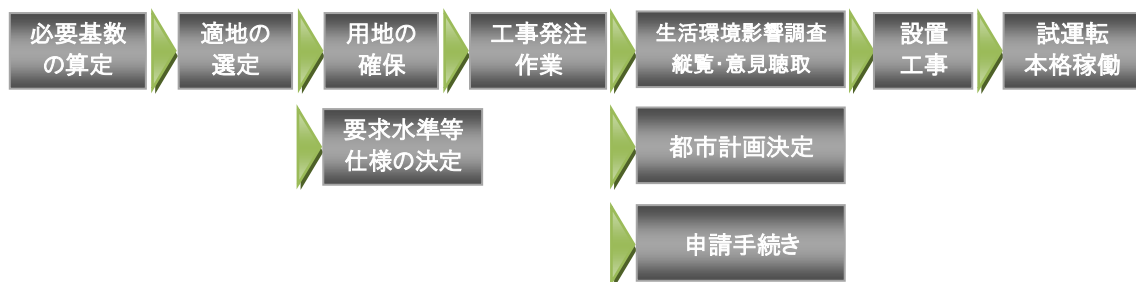 必要基数
の算定
適地の
選定
用地の
確保
工事発注
作業
生活環境影響調査
縦覧・意見聴取
設置
工事
試運転
本格稼働
要求水準等
仕様の決定
都市計画決定
申請手続き